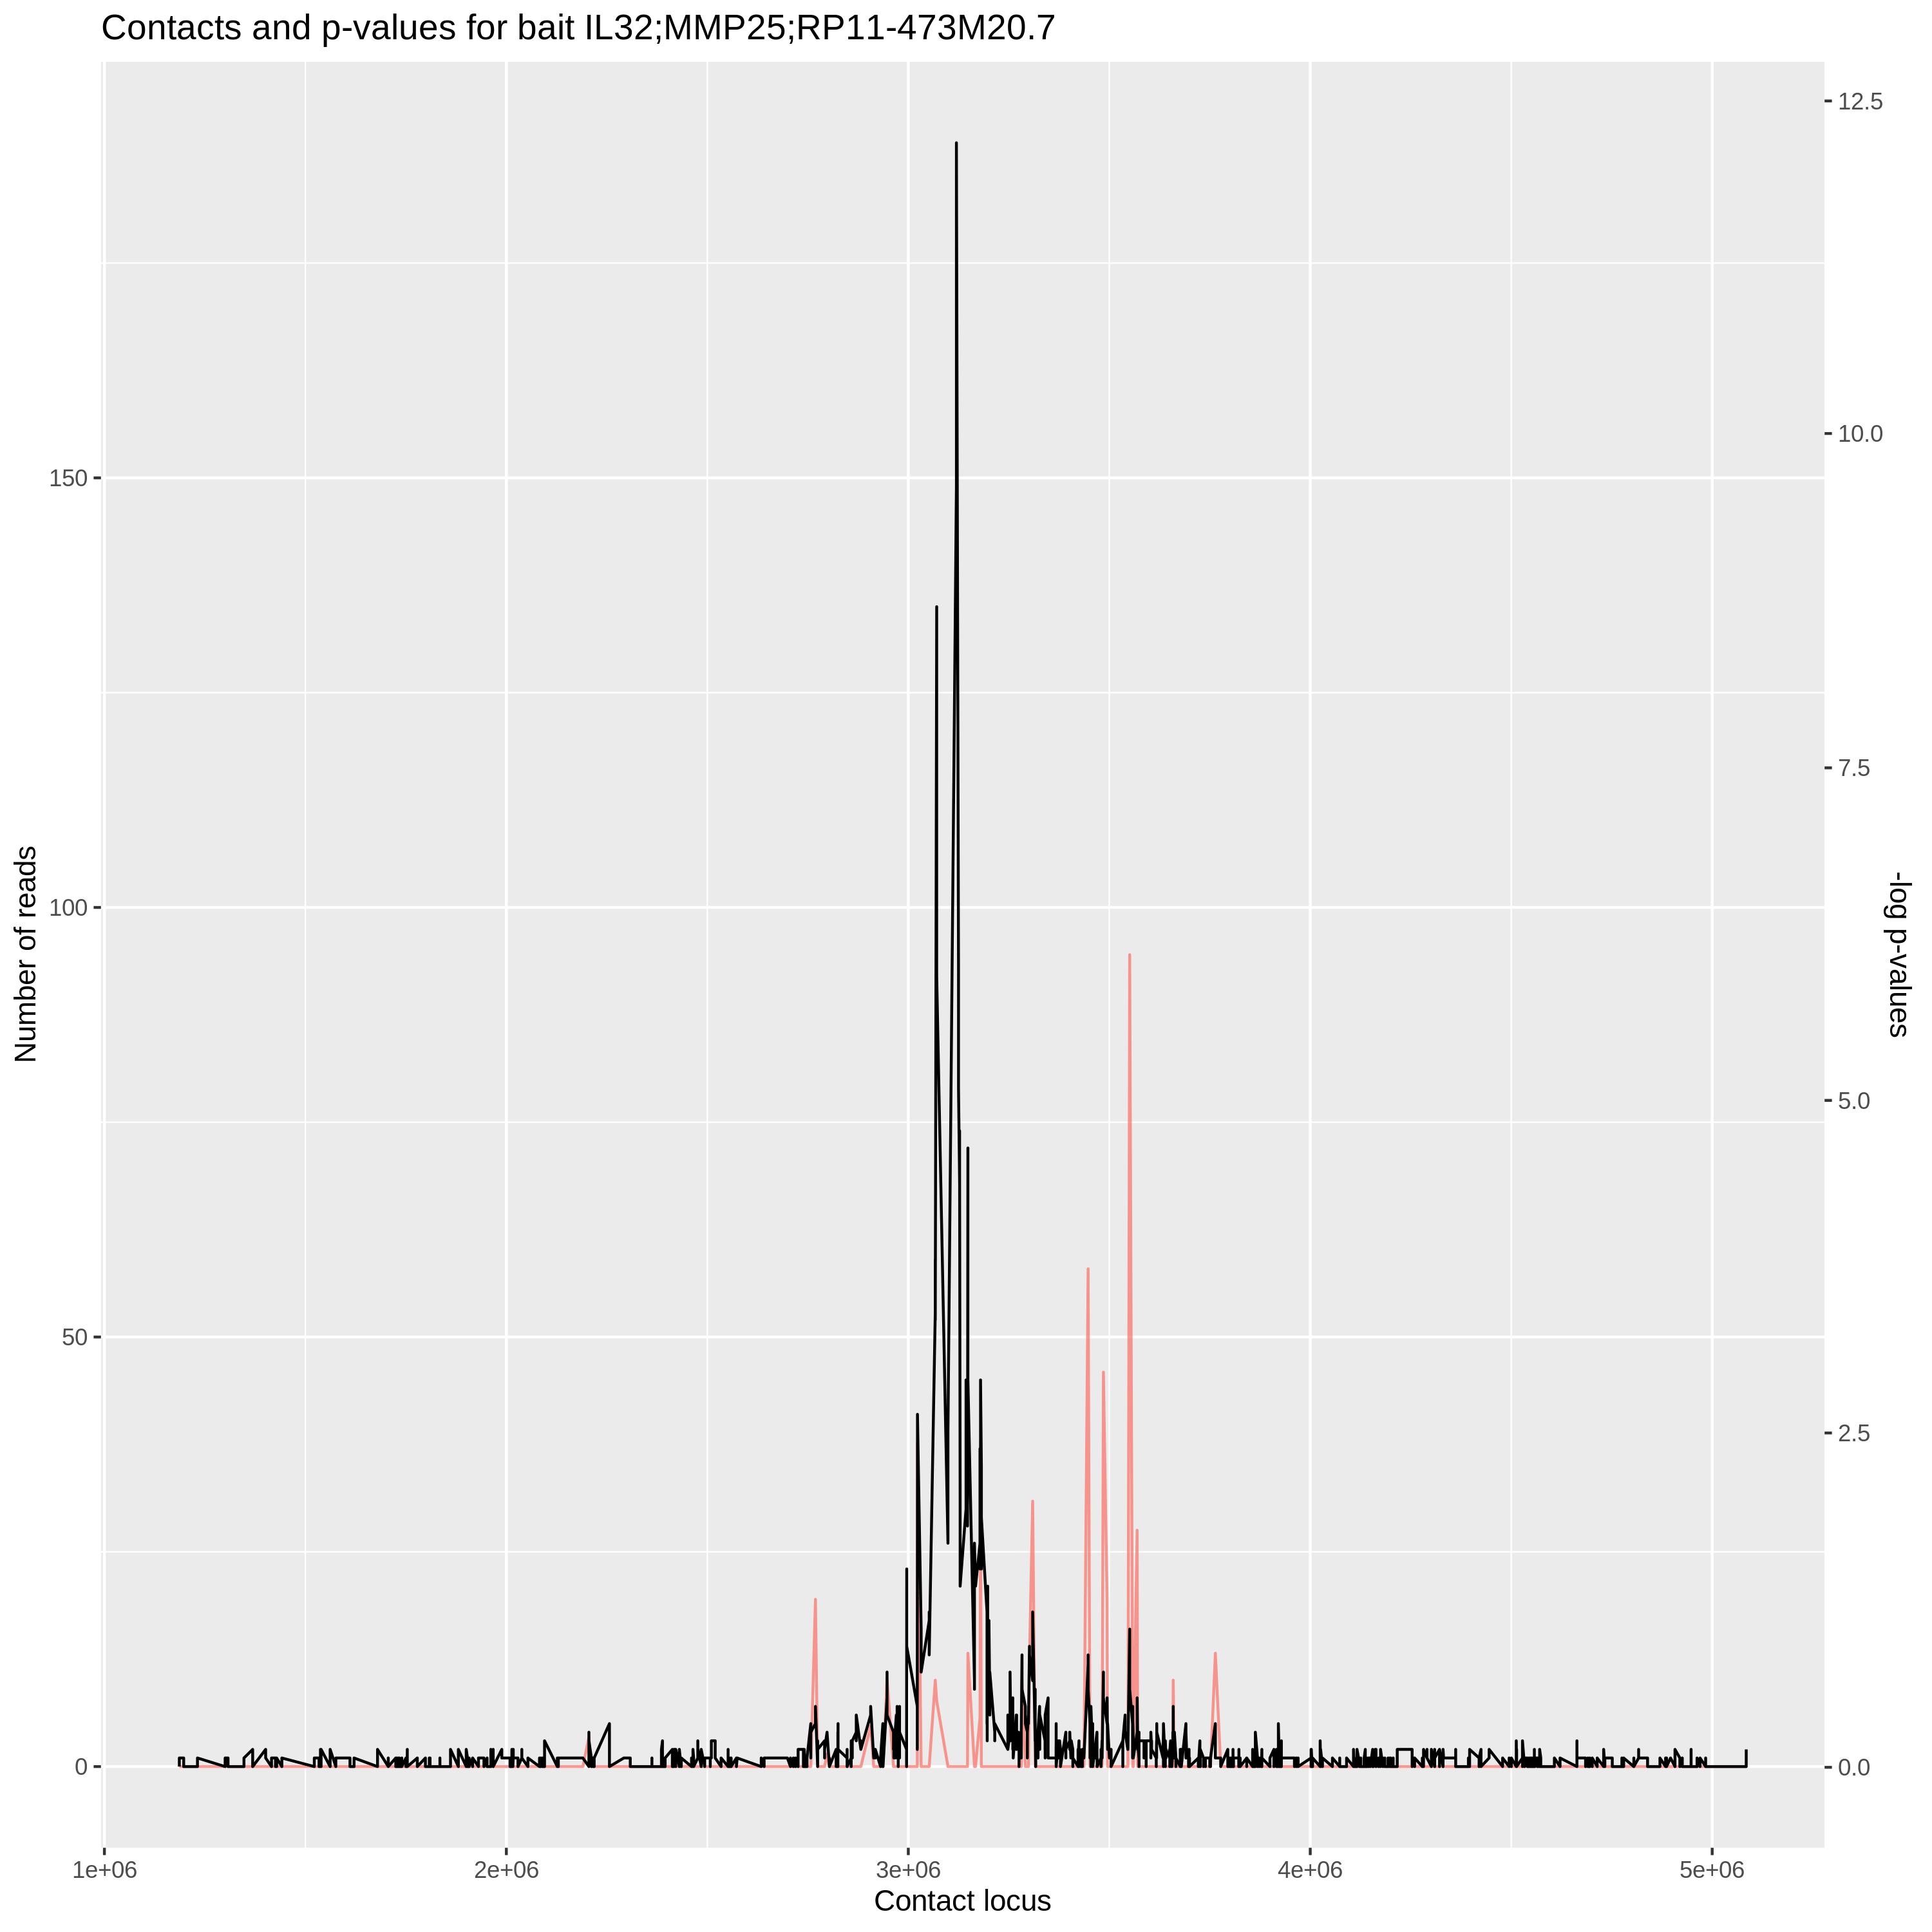 Contacts and p-values for bait IL32;MMP25;RP11-473M20.7
12.5
10.0
7.5
5.0
2.5
0.0
150
100
50
0
Number of reads
-log p-values
1e+06 2e+06 3e+06 4e+06 5e+06
Contact locus